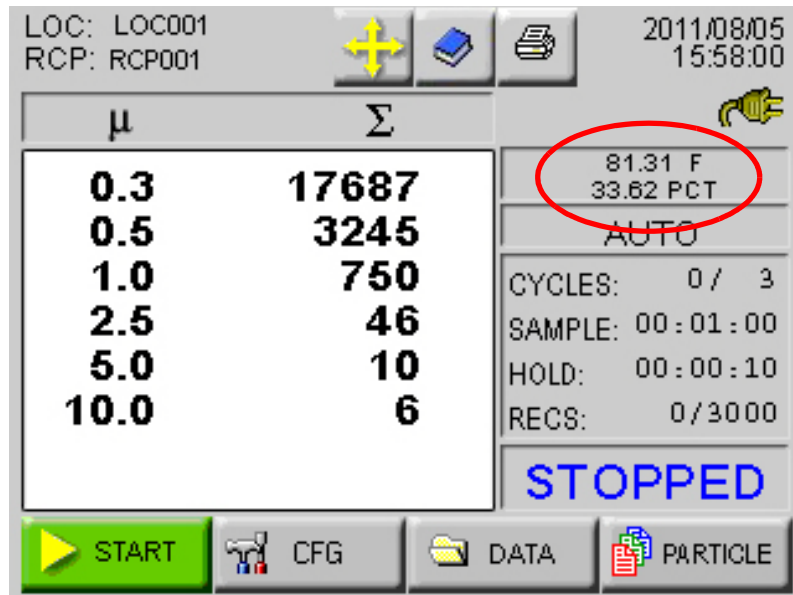 LOC: LOC001
RCP: RCP001
2011/08/05
15:58:00
μ Σ
0.3 17687
0.5 3245
1.0 750
2.5 46
5.0 10
10.0 6
81.31 F
33.62 PCT
AUTO
CYCLES: 0/ 3
SAMPLE: 00:01:00
HOLD: 00:00:10
RECS: 0/3000
STOPPED
START CFG DATA PARTICLE